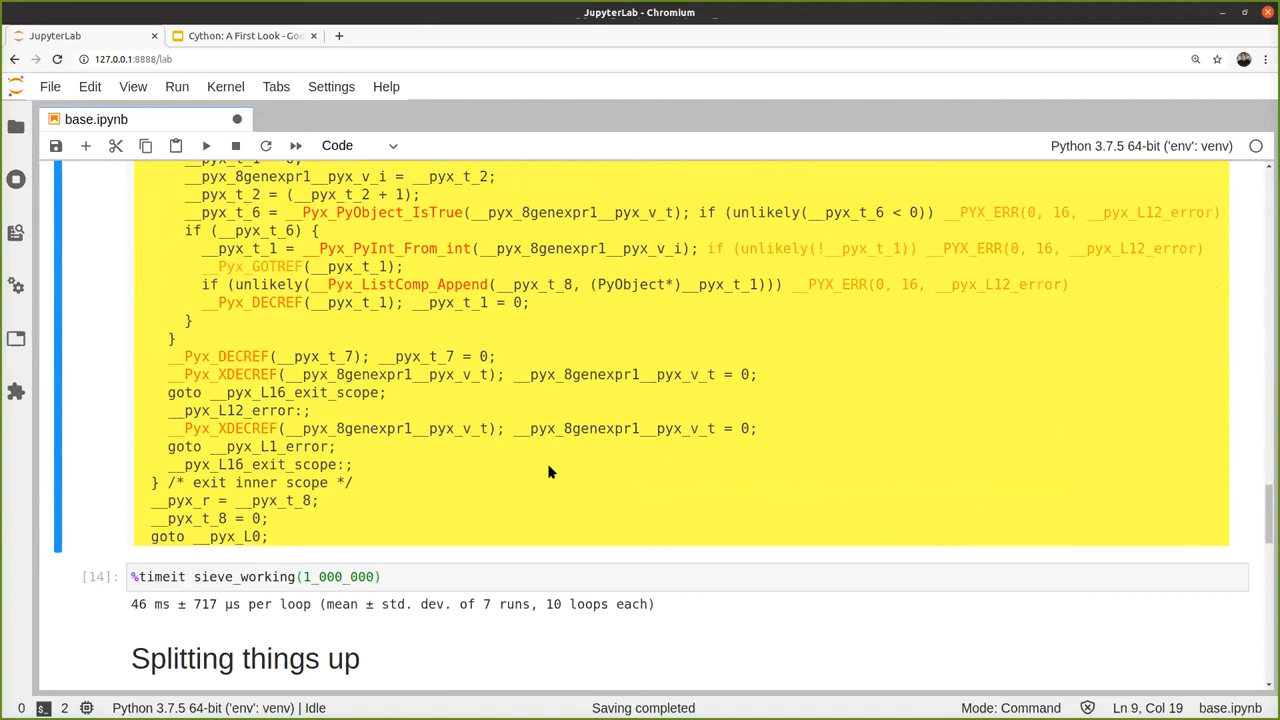 JupyterLab - Chromium
JupyterLab
Cython: A First Look - Goo
127.0.0.1:8888/lab
File Edit View Run Kernel Tabs Settings Help
base.ipynb
Code
Python 3.7.5 64-bit ('env': venv)
__pyx_8genexpr1__pyx_v_i = __pyx_t_2;
__pyx_t_2 = (__pyx_t_2 + 1);
__pyx_t_6 = __Pyx_PyObject_IsTrue(__pyx_8genexpr1__pyx_v_t); if (unlikely(__pyx_t_6 < 0)) __PYX_ERR(0, 16, __pyx_L12_error)
if (__pyx_t_6) {
__pyx_t_1 = __Pyx_PyInt_From_int(__pyx_8genexpr1__pyx_v_i); if (unlikely(!__pyx_t_1)) __PYX_ERR(0, 16, __pyx_L12_error)
__Pyx_GOTREF(__pyx_t_1);
if (unlikely(__Pyx_ListComp_Append(__pyx_t_8, (PyObject*)__pyx_t_1))) __PYX_ERR(0, 16, __pyx_L12_error)
__Pyx_DECREF(__pyx_t_1); __pyx_t_1 = 0;
}
}
__Pyx_DECREF(__pyx_t_7); __pyx_t_7 = 0;
__Pyx_XDECREF(__pyx_8genexpr1__pyx_v_t); __pyx_8genexpr1__pyx_v_t = 0;
goto __pyx_L16_exit_scope;
__pyx_L12_error:;
__Pyx_XDECREF(__pyx_8genexpr1__pyx_v_t); __pyx_8genexpr1__pyx_v_t = 0;
goto __pyx_L1_error;
__pyx_L16_exit_scope:;
} /* exit inner scope */
__pyx_r = __pyx_t_8;
__pyx_t_8 = 0;
goto __pyx_L0;
[14]: %timeit sieve_working(1_000_000)
46 ms ± 717 µs per loop (mean ± std. dev. of 7 runs, 10 loops each)
Splitting things up
0 $_ 2 Python 3.7.5 64-bit ('env': venv) | Idle Saving completed Mode: Command Ln 9, Col 19 base.ipynb